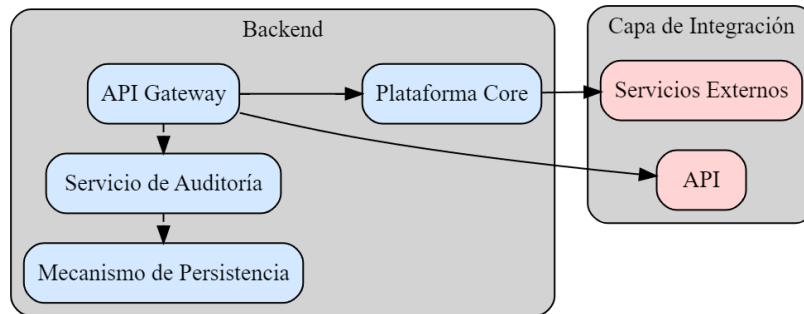 Backend
Capa de Integración
API Gateway
Plataforma Core
Servicios Externos
Servicio de Auditoría
API
Mecanismo de Persistencia